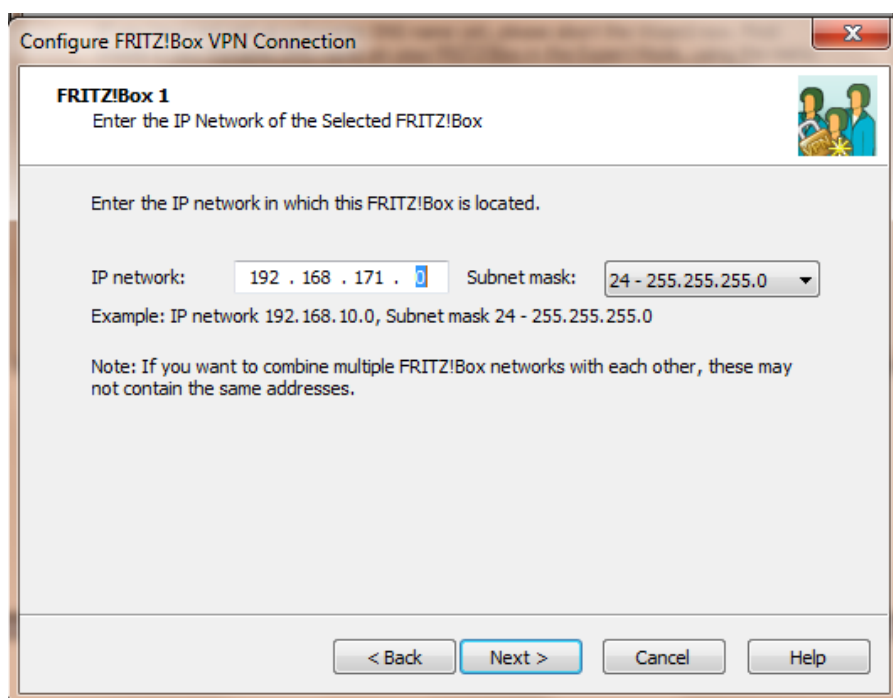 Configure FRITZ!Box VPN Connection
FRITZ!Box 1
Enter the IP Network of the Selected FRITZ!Box
Enter the IP network in which this FRITZ!Box is located.
IP network: 192 . 168 . 171 . 0 Subnet mask: 24 - 255.255.255.0
Example: IP network 192.168.10.0, Subnet mask 24 - 255.255.255.0
Note: If you want to combine multiple FRITZ!Box networks with each other, these may
not contain the same addresses.
< Back Next > Cancel Help